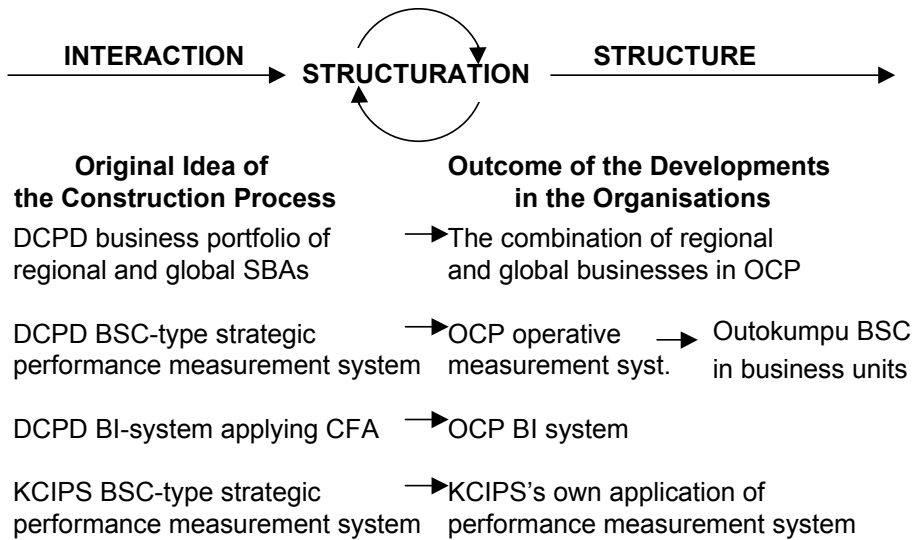 INTERACTION
STRUCTURATION
STRUCTURE
Original Idea of
the Construction Process
Outcome of the Developments
in the Organisations
DCPD business portfolio of
regional and global SBAs
The combination of regional
and global businesses in OCP
DCPD BSC-type strategic
performance measurement system
OCP operative
measurement syst.
Outokumpu BSC
in business units
DCPD BI-system applying CFA
OCP BI system
KCIPS BSC-type strategic
performance measurement system
KCIPS's own application of
performance measurement system